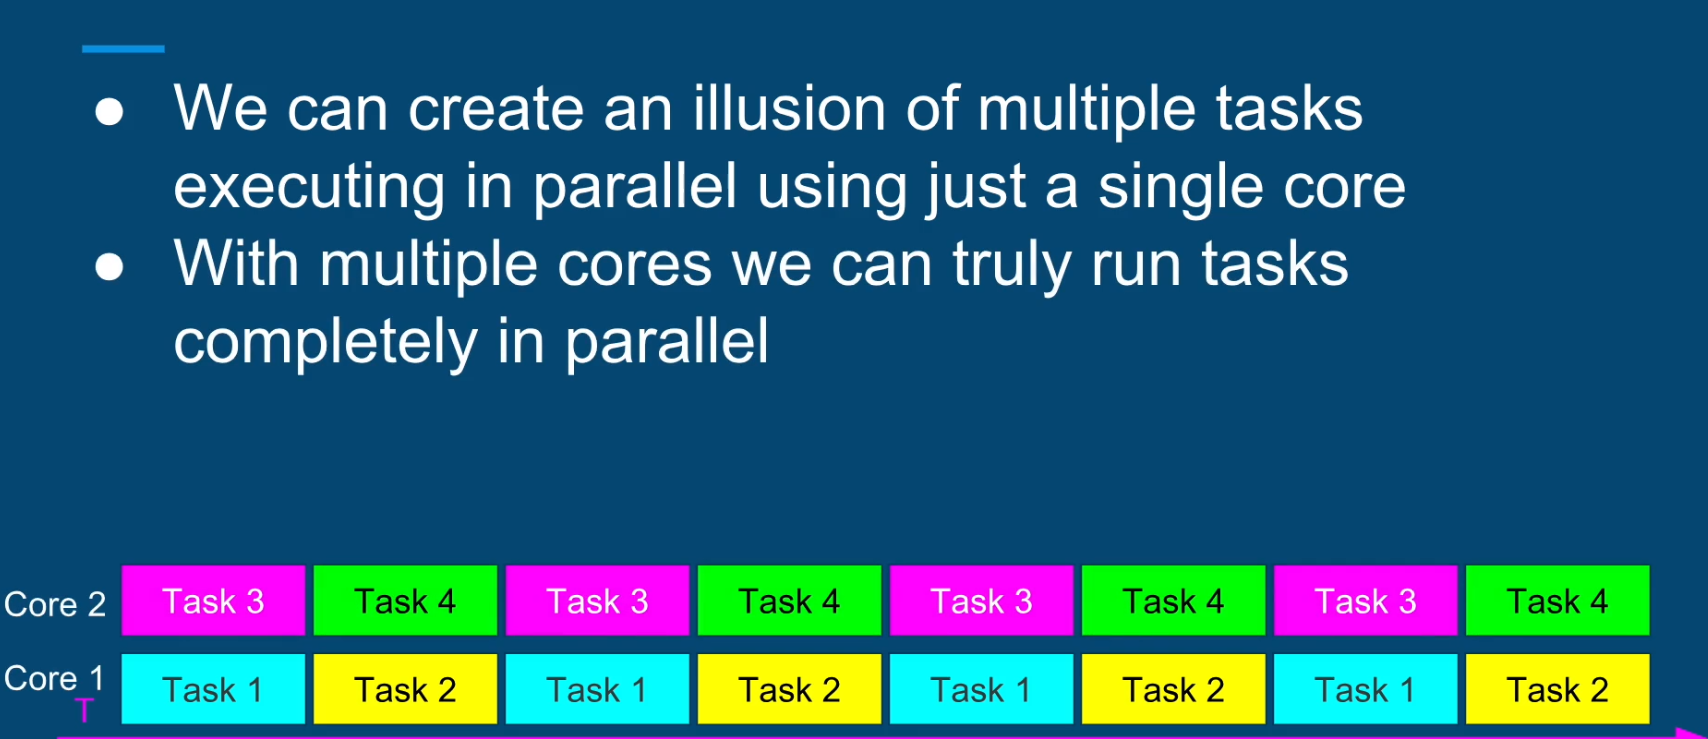 ● We can create an illusion of multiple tasks
executing in parallel using just a single core
● With multiple cores we can truly run tasks
completely in parallel
Core 2 Task 3 Task 4 Task 3 Task 4 Task 3 Task 4 Task 3 Task 4
Core 1 Task 1 Task 2 Task 1 Task 2 Task 1 Task 2 Task 1 Task 2
T